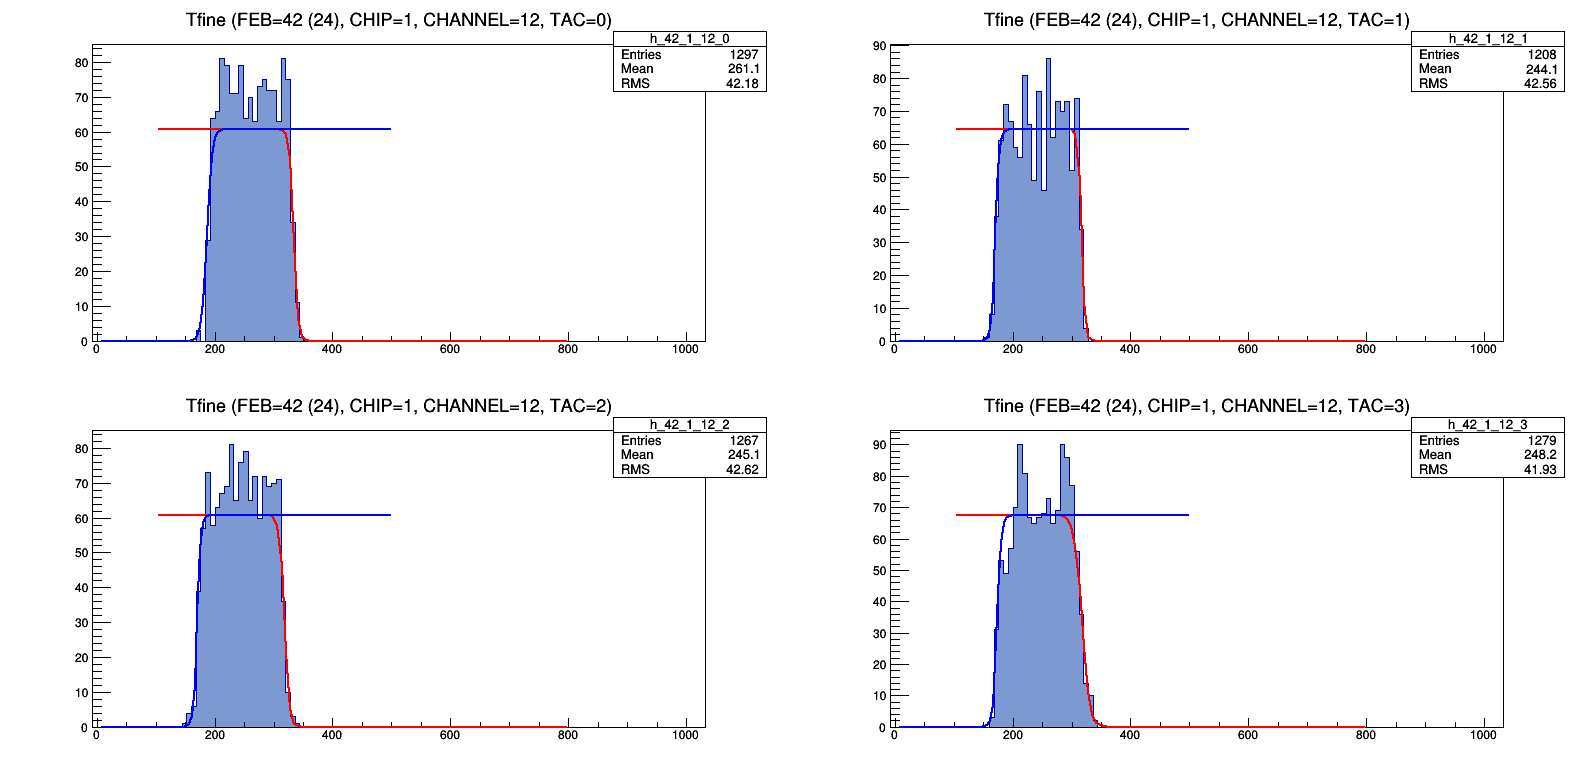 Tfine (FEB=42 (24), CHIP=1, CHANNEL=12, TAC=0)
h_42_1_12_0
Entries 1297
Mean 261.1
RMS 42.18
80
70
60
50
40
30
20
10
0
0 200 400 600 800 1000
Tfine (FEB=42 (24), CHIP=1, CHANNEL=12, TAC=1)
h_42_1_12_1
Entries 1208
Mean 244.1
RMS 42.56
90
80
70
60
50
40
30
20
10
0
0 200 400 600 800 1000
Tfine (FEB=42 (24), CHIP=1, CHANNEL=12, TAC=2)
h_42_1_12_2
Entries 1267
Mean 245.1
RMS 42.62
80
70
60
50
40
30
20
10
0
0 200 400 600 800 1000
Tfine (FEB=42 (24), CHIP=1, CHANNEL=12, TAC=3)
h_42_1_12_3
Entries 1279
Mean 248.2
RMS 41.93
90
80
70
60
50
40
30
20
10
0
0 200 400 600 800 1000